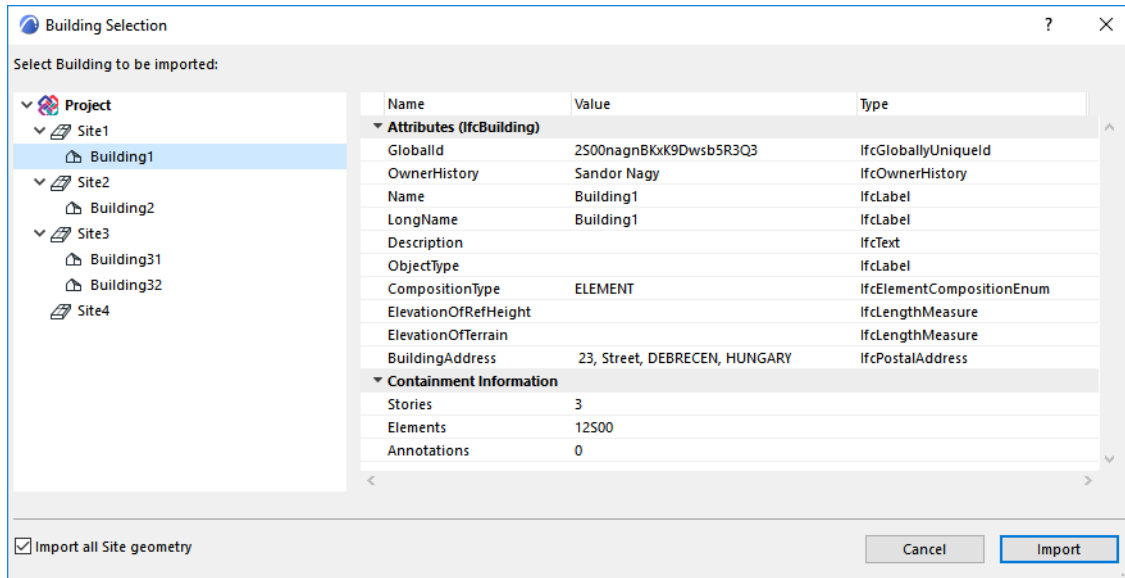 Building Selection
?
Select Building to be imported:
Project
Site1
Building1
Site2
Building2
Site3
Building31
Building32
Site4
Name Value Type
Attributes (IfcBuilding)
GlobalId 2S00nagnBKxK9Dwsb5R3Q3 IfcGloballyUniqueId
OwnerHistory Sandor Nagy IfcOwnerHistory
Name Building1 IfcLabel
LongName Building1 IfcLabel
Description IfcText
ObjectType IfcLabel
CompositionType ELEMENT IfcElementCompositionEnum
ElevationOfRefHeight IfcLengthMeasure
ElevationOfTerrain IfcLengthMeasure
BuildingAddress 23, Street, DEBRECEN, HUNGARY IfcPostalAddress
Containment Information
Stories 3
Elements 12S00
Annotations 0
Import all Site geometry
Cancel Import